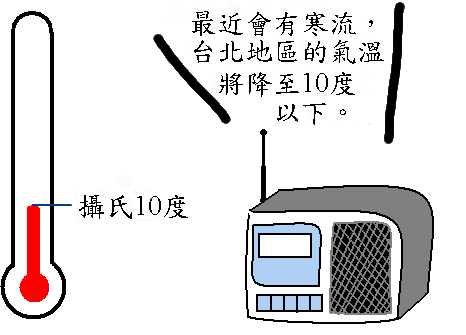 最近會有寒流，
台北地區的氣溫
將降至10度
以下。
攝氏10度